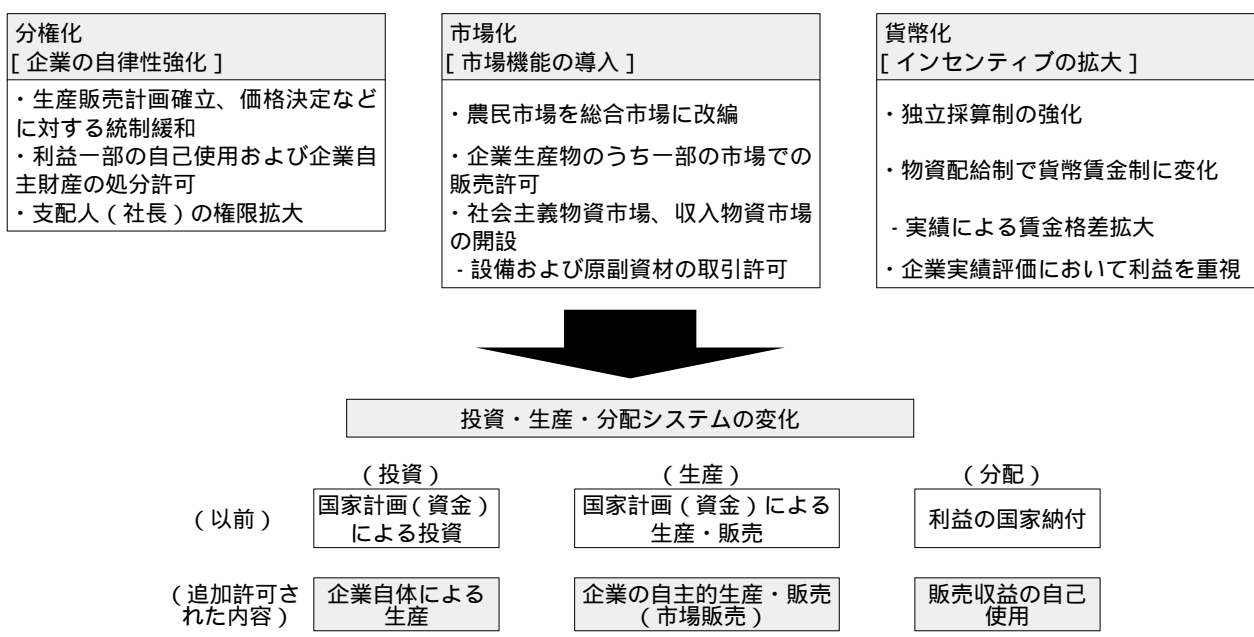 分権化
[ 企業の自律性強化 ]
・生産販売計画確立、価格決定など
に対する統制緩和
・利益一部の自己使用および企業自
主財産の処分許可
・支配人(社長)の権限拡大
市場化
[ 市場機能の導入 ]
・農民市場を総合市場に改編
・企業生産物のうち一部の市場での
販売許可
・社会主義物資市場、収入物資市場
の開設
- 設備および原副資材の取引許可
貨幣化
[ インセンティブの拡大 ]
・独立採算制の強化
・物資配給制で貨幣賃金制に変化
- 実績による賃金格差拡大
・企業実績評価において利益を重視
投資・生産・分配システムの変化
(投資)
(生産)
(分配)
(以前)
国家計画(資金)
による投資
国家計画(資金)による
生産・販売
利益の国家納付
(追加許可さ
れた内容)
企業自体による
生産
企業の自主的生産・販売
(市場販売)
販売収益の自己
使用